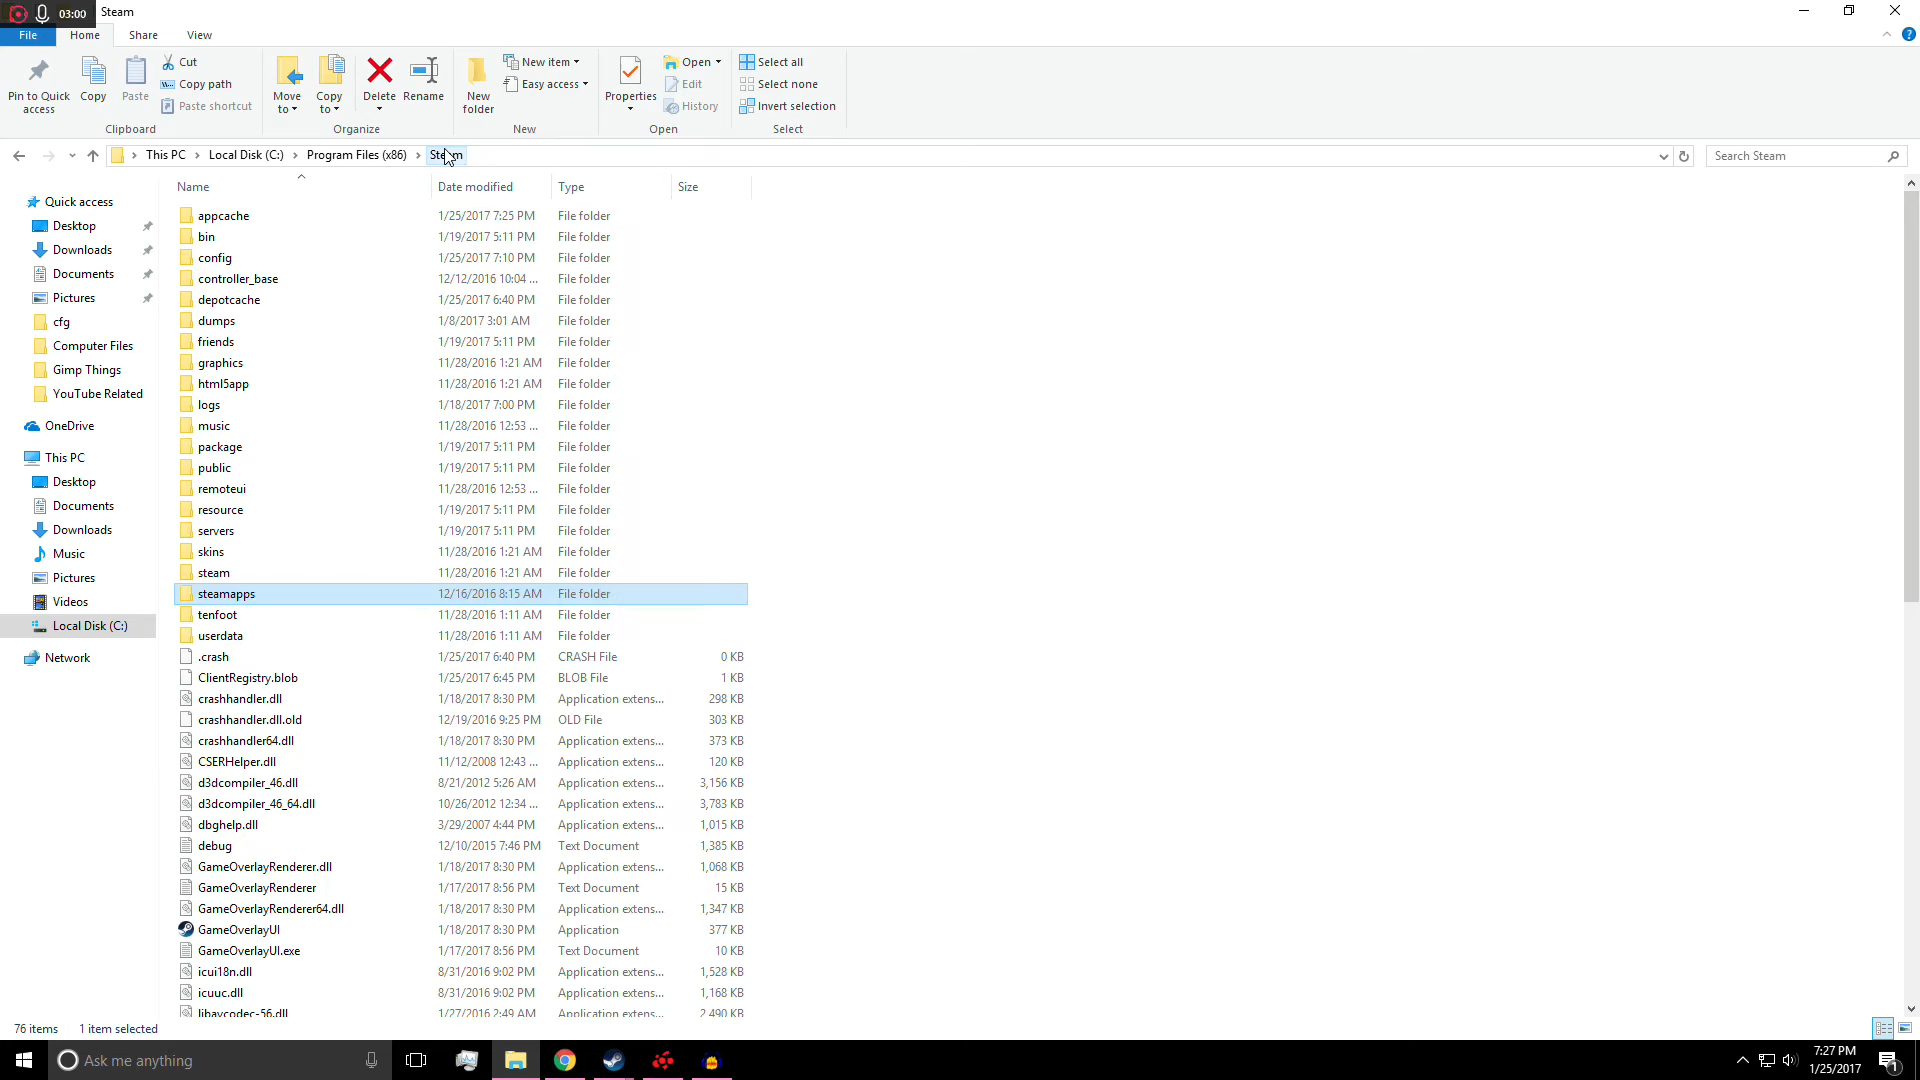 03:00 Steam
File Home Share View
Pin to Quick access
Copy
Paste
Cut
Copy path
Paste shortcut
Clipboard
Move to
Copy to
Delete
Rename
Organize
New folder
New item
Easy access
New
Properties
Open
Edit
History
Open
Select all
Select none
Invert selection
Select
This PC Local Disk (C:) Program Files (x86) Steam
Search Steam
Quick access
Desktop
Downloads
Documents
Pictures
cfg
Computer Files
Gimp Things
YouTube Related
OneDrive
This PC
Desktop
Documents
Downloads
Music
Pictures
Videos
Local Disk (C:)
Network
Name Date modified Type Size
appcache 1/25/2017 7:25 PM File folder
bin 1/19/2017 5:11 PM File folder
config 1/25/2017 7:10 PM File folder
controller_base 12/12/2016 10:04 ... File folder
depotcache 1/25/2017 6:40 PM File folder
dumps 1/8/2017 3:01 AM File folder
friends 1/19/2017 5:11 PM File folder
graphics 11/28/2016 1:21 AM File folder
html5app 11/28/2016 1:21 AM File folder
logs 1/18/2017 7:00 PM File folder
music 11/28/2016 12:53 ... File folder
package 1/19/2017 5:11 PM File folder
public 1/19/2017 5:11 PM File folder
remoteui 11/28/2016 12:53 ... File folder
resource 1/19/2017 5:11 PM File folder
servers 1/19/2017 5:11 PM File folder
skins 11/28/2016 1:21 AM File folder
steam 11/28/2016 1:21 AM File folder
steamapps 12/16/2016 8:15 AM File folder
tenfoot 11/28/2016 1:11 AM File folder
userdata 11/28/2016 1:11 AM File folder
.crash 1/25/2017 6:40 PM CRASH File 0 KB
ClientRegistry.blob 1/25/2017 6:45 PM BLOB File 1 KB
crashhandler.dll 1/18/2017 8:30 PM Application extens... 298 KB
crashhandler.dll.old 12/19/2016 9:25 PM OLD File 303 KB
crashhandler64.dll 1/18/2017 8:30 PM Application extens... 373 KB
CSERHelper.dll 11/12/2008 12:43 ... Application extens... 120 KB
d3dcompiler_46.dll 8/21/2012 5:26 AM Application extens... 3,156 KB
d3dcompiler_46_64.dll 10/26/2012 12:34 ... Application extens... 3,783 KB
dbghelp.dll 3/29/2007 4:44 PM Application extens... 1,015 KB
debug 12/10/2015 7:46 PM Text Document 1,385 KB
GameOverlayRenderer.dll 1/18/2017 8:30 PM Application extens... 1,068 KB
GameOverlayRenderer 1/17/2017 8:56 PM Text Document 15 KB
GameOverlayRenderer64.dll 1/18/2017 8:30 PM Application extens... 1,347 KB
GameOverlayUI 1/18/2017 8:30 PM Application 377 KB
GameOverlayUI.exe 1/17/2017 8:56 PM Text Document 10 KB
icui18n.dll 8/31/2016 9:02 PM Application extens... 1,528 KB
icuuc.dll 8/31/2016 9:02 PM Application extens... 1,168 KB
libavcodec-56.dll 1/27/2016 2:49 AM Application extens... 2,490 KB
76 items 1 item selected
Ask me anything
7:27 PM
1/25/2017
1